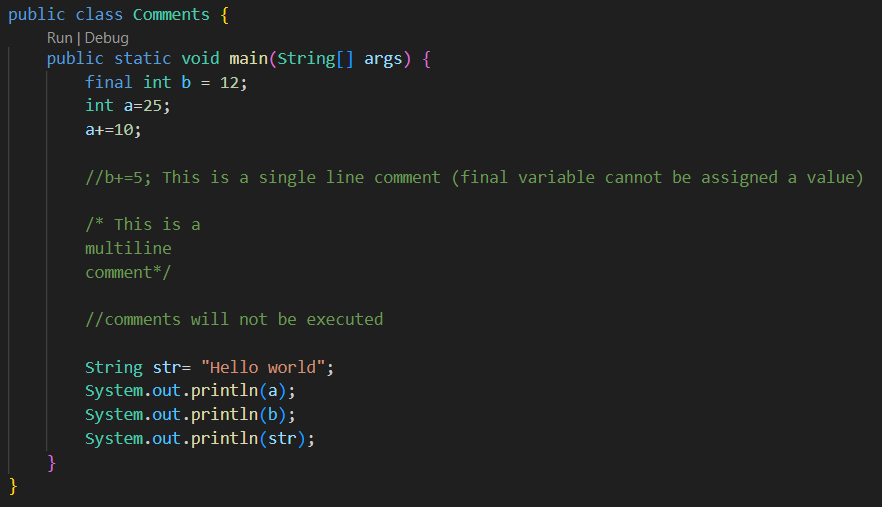 public class Comments {
Run | Debug
public static void main(String[] args) {
final int b = 12;
int a=25;
a+=10;
//b+=5; This is a single line comment (final variable cannot be assigned a value)
/* This is a
multiline
comment*/
//comments will not be executed
String str= "Hello world";
System.out.println(a);
System.out.println(b);
System.out.println(str);
}
}